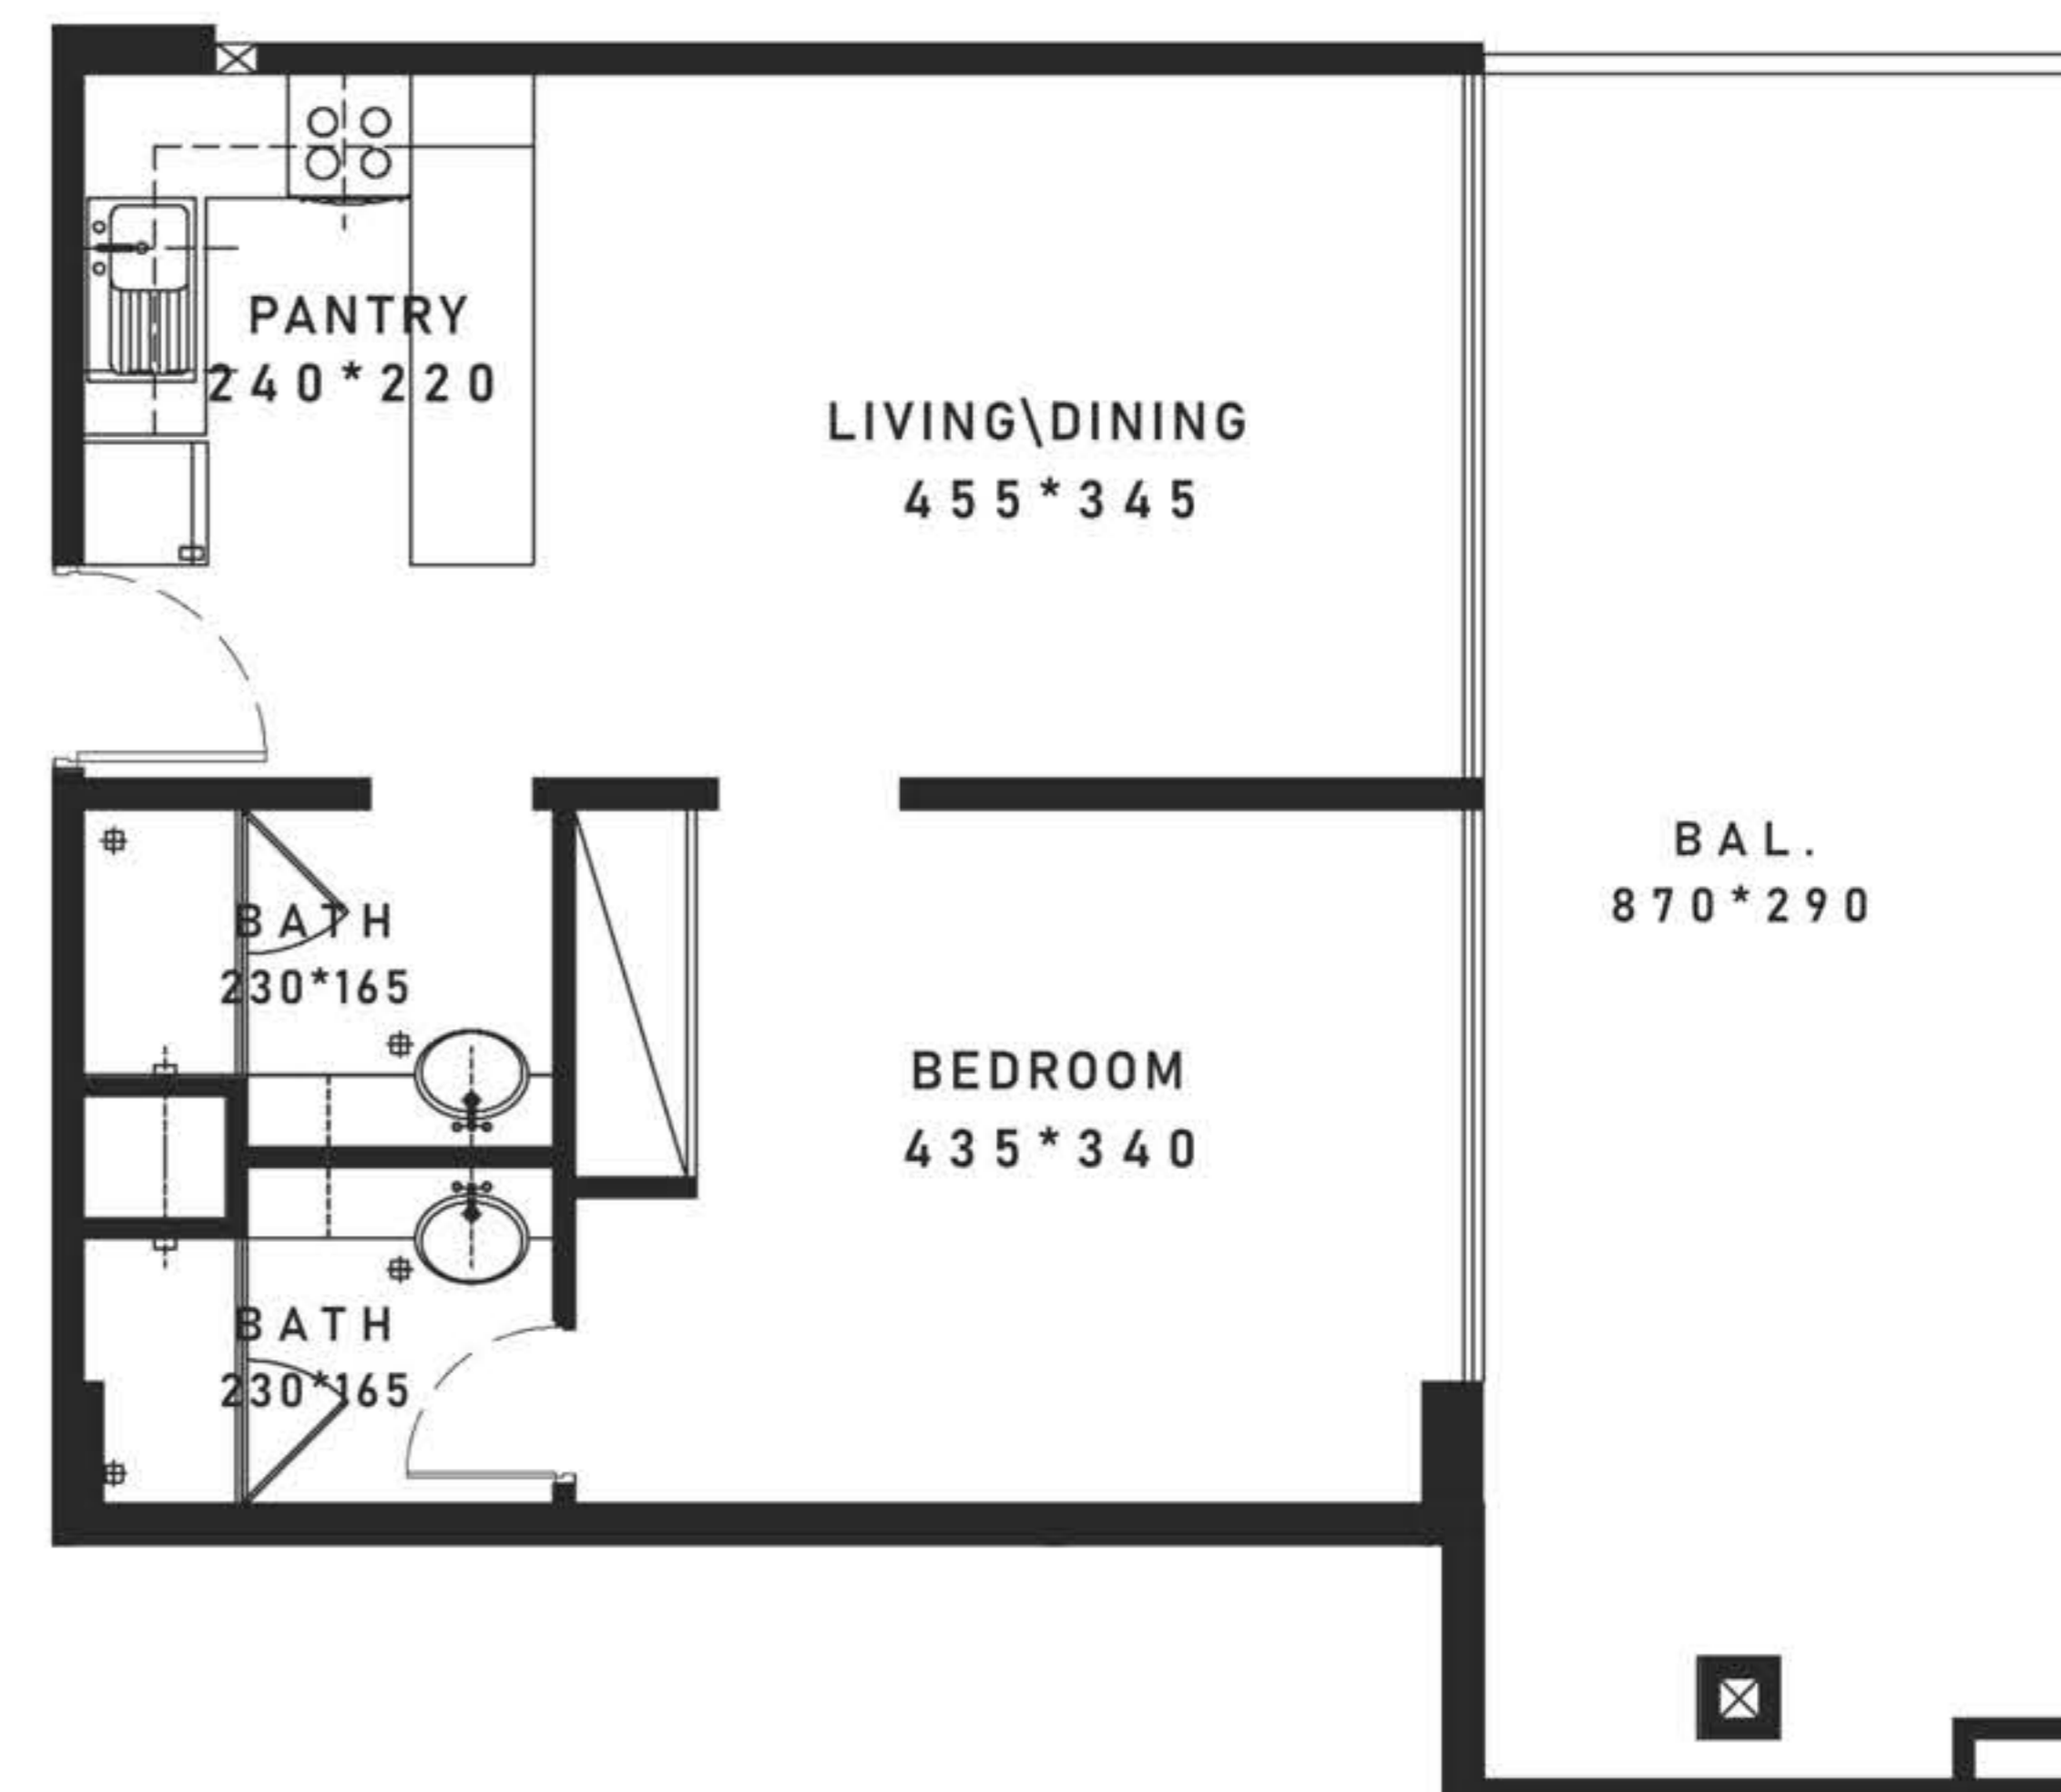 PANTRY
240*220
LIVING\DINING
455*345
BAL.
870*290
BATH
230*165
BEDROOM
435*340
BATH
230*165